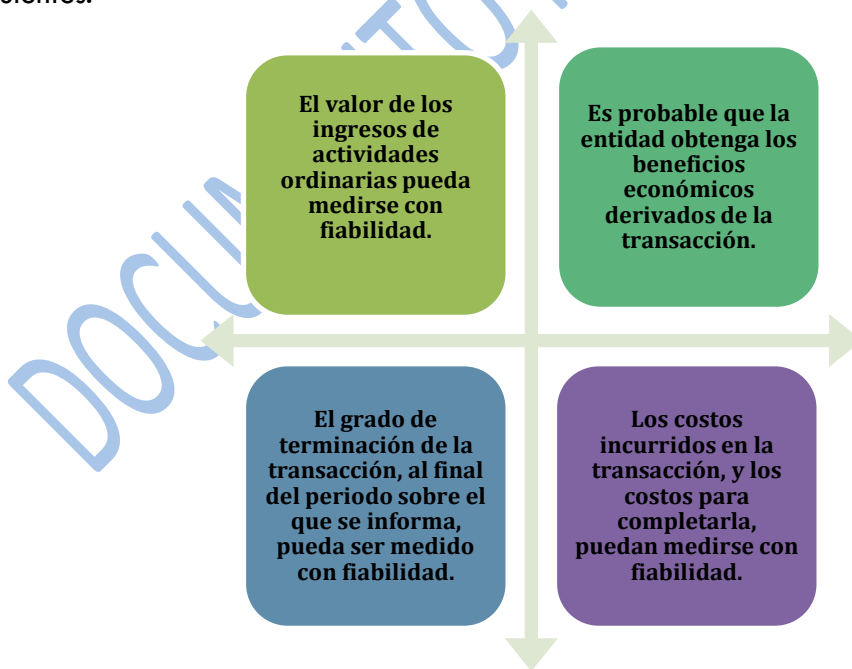 El valor de los
ingresos de
actividades
ordinarias pueda
medirse con
fiabilidad.
Es probable que la
entidad obtenga los
beneficios
económicos
derivados de la
transacción.
El grado de
terminación de la
transacción, al final
del periodo sobre el
que se informa,
pueda ser medido
con fiabilidad.
Los costos
incurridos en la
transacción, y los
costos para
completarla,
puedan medirse con
fiabilidad.